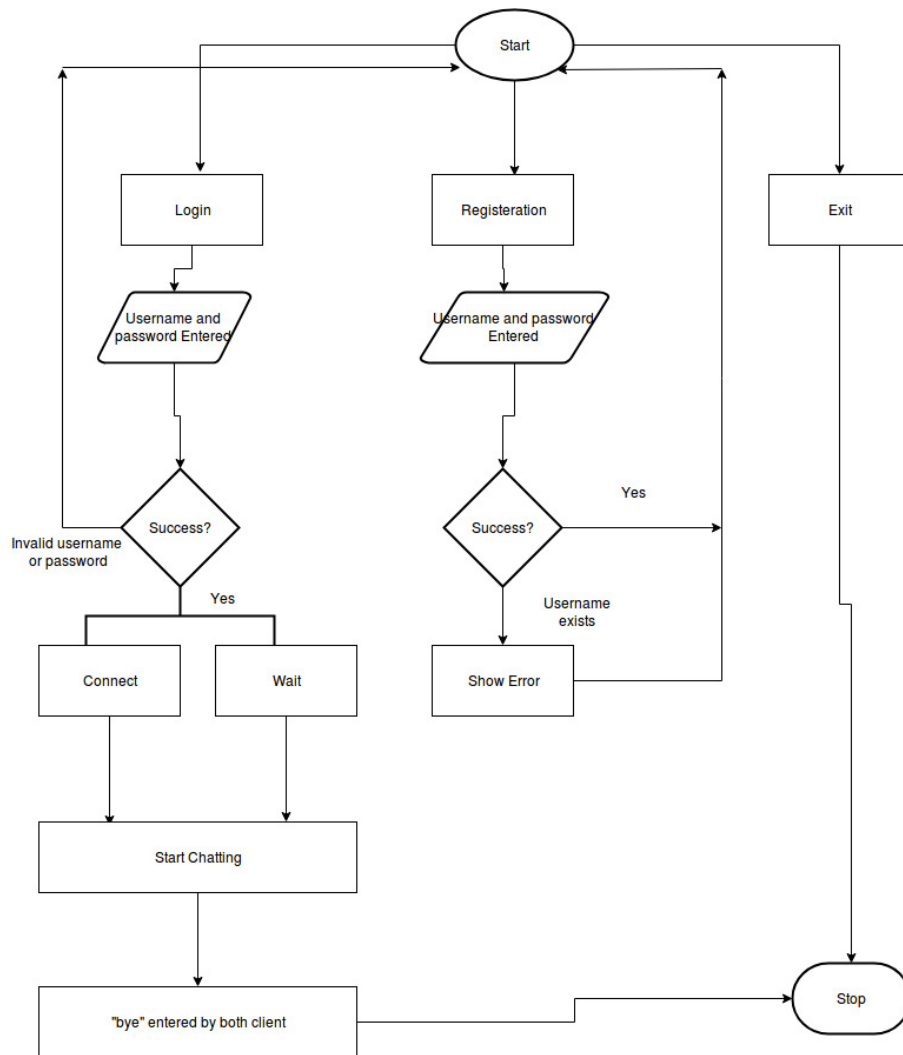 Start
Login
Registeration
Exit
Username and
password Entered
Username and password
Entered
Success?
Success?
Yes
Invalid username
or password
Yes
Username
exists
Connect
Wait
Show Error
Start Chatting
"bye" entered by both client
Stop